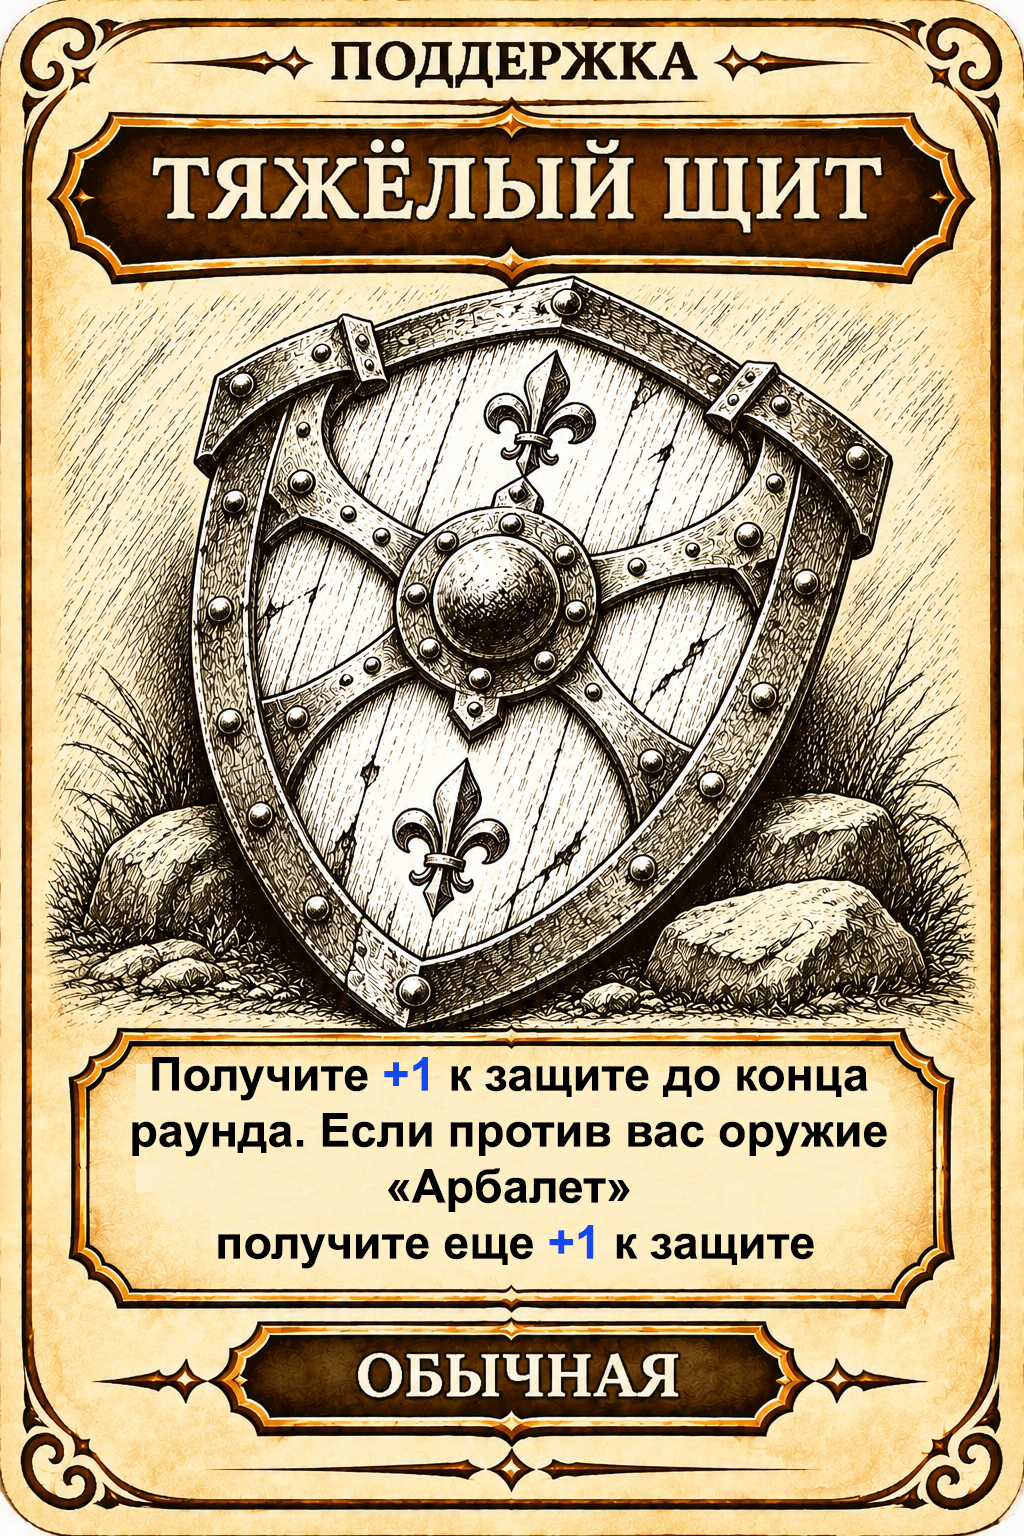 ПОДДЕРЖКА
ТЯЖЁЛЫЙ ЩИТ
Получите +1 к защите до конца
раунда. Если против вас оружие
«Арбалет»
получите еще +1 к защите
ОБЫЧНАЯ